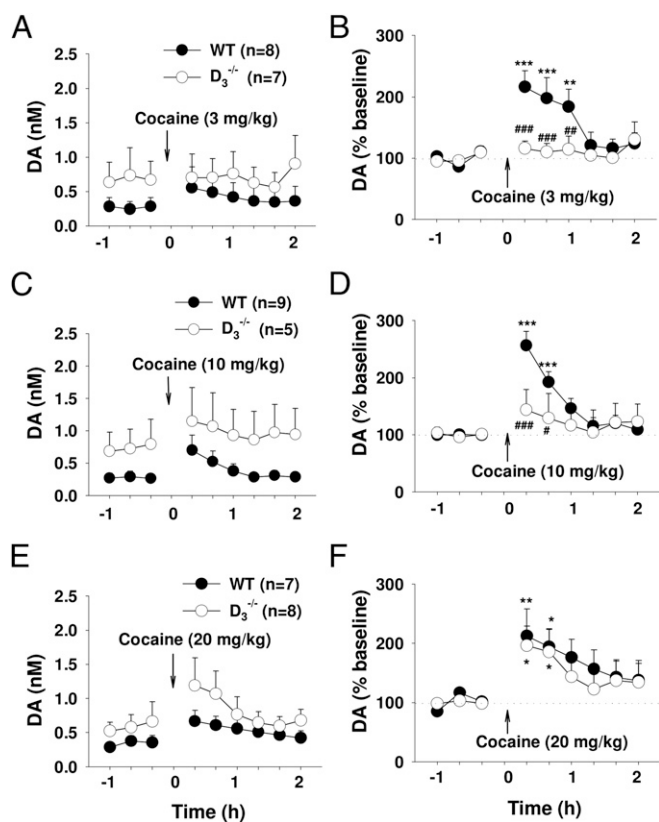 A
WT (n=8)
D3-/- (n=7)
Cocaine (3 mg/kg)
DA (nM)
2.5
2.0
1.5
1.0
0.5
0.0
-1 0 1 2
B
DA (% baseline)
300
200
100
0
*** *** **
### ### ##
Cocaine (3 mg/kg)
-1 0 1 2
C
WT (n=9)
D3-/- (n=5)
Cocaine (10 mg/kg)
DA (nM)
2.5
2.0
1.5
1.0
0.5
0.0
-1 0 1 2
D
DA (% baseline)
300
200
100
0
***
***
### #
Cocaine (10 mg/kg)
-1 0 1 2
E
WT (n=7)
D3-/- (n=8)
Cocaine (20 mg/kg)
DA (nM)
2.5
2.0
1.5
1.0
0.5
0.0
-1 0 1 2
Time (h)
F
DA (% baseline)
300
200
100
0
** *
* *
Cocaine (20 mg/kg)
-1 0 1 2
Time (h)